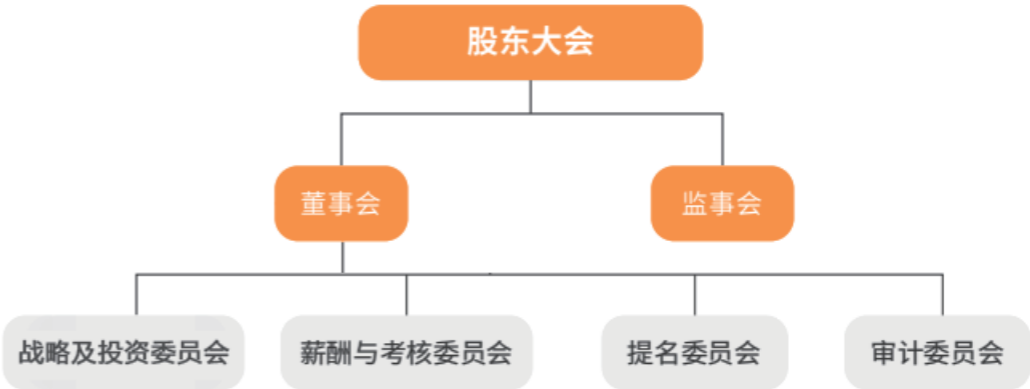 股东大会
董事会
监事会
战略及投资委员会
薪酬与考核委员会
提名委员会
审计委员会